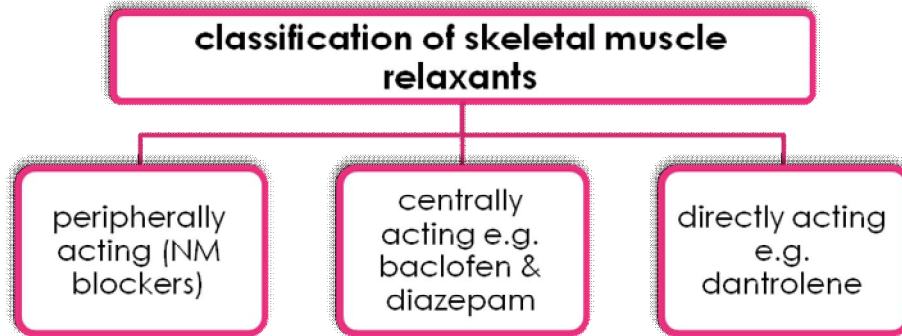 classification of skeletal muscle
relaxants
peripherally
acting (NM
blockers)
centrally
acting e.g.
baclofen &
diazepam
directly acting
e.g.
dantrolene